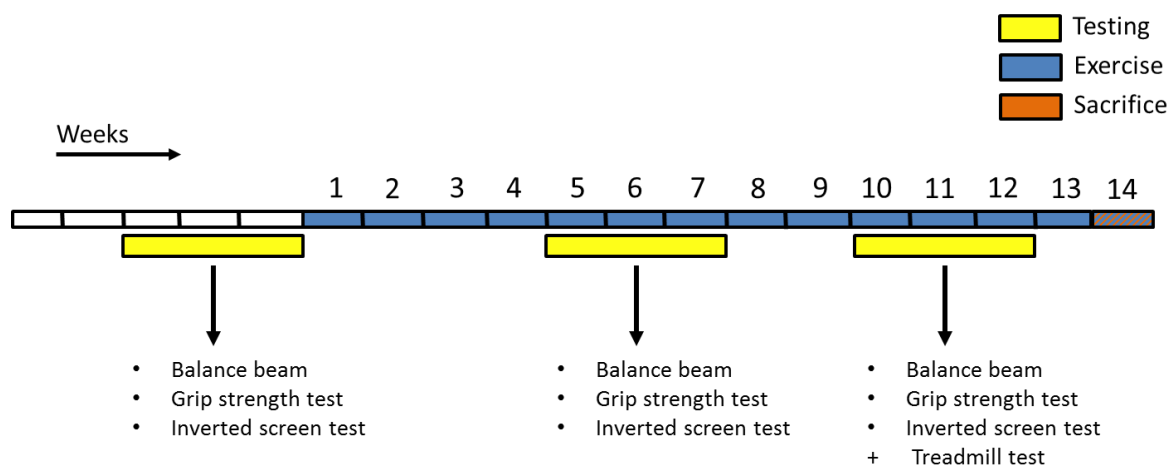 Testing
Exercise
Sacrifice
Weeks
1 2 3 4 5 6 7 8 9 10 11 12 13 14
• Balance beam
• Grip strength test
• Inverted screen test
• Balance beam
• Grip strength test
• Inverted screen test
• Balance beam
• Grip strength test
• Inverted screen test
+ Treadmill test